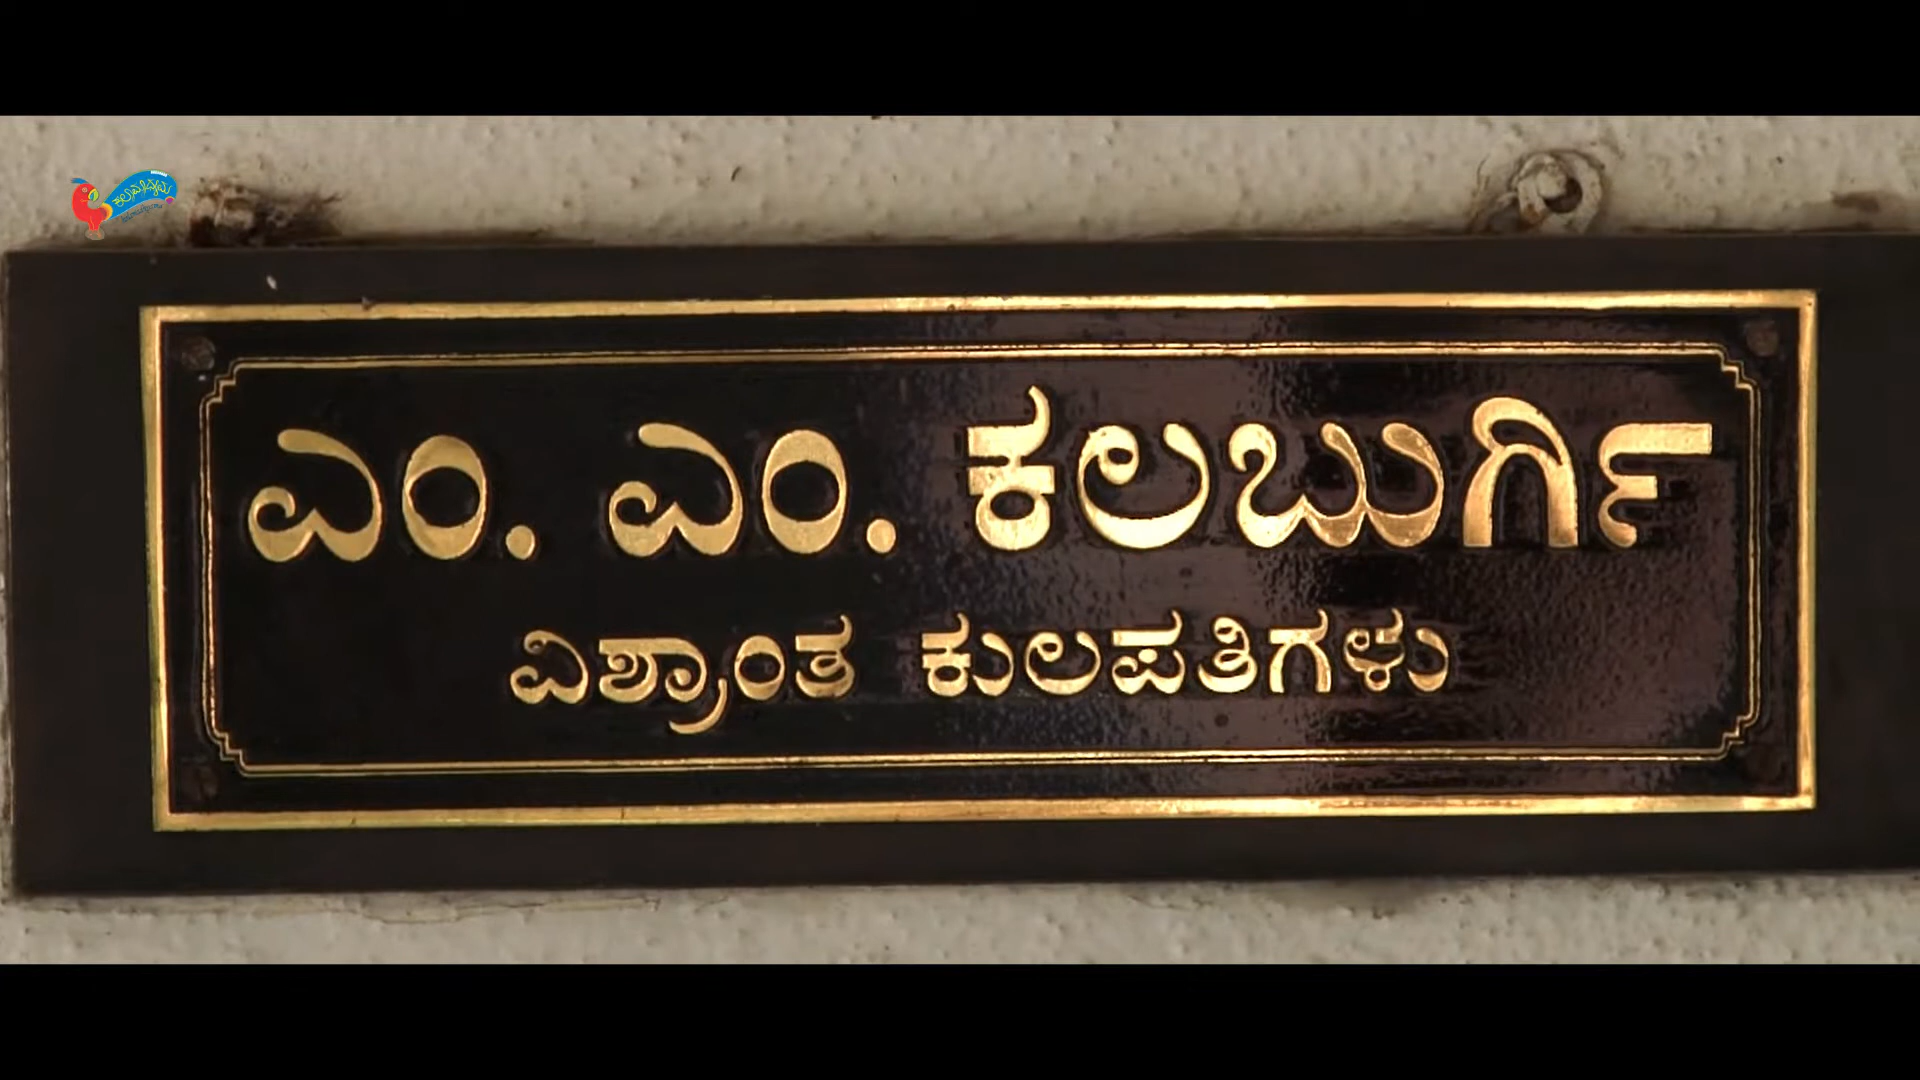 ಎಂ. ಎಂ. ಕಲಬುರ್ಗಿ
ವಿಶ್ರಾಂತ ಕುಲಪತಿಗಳು